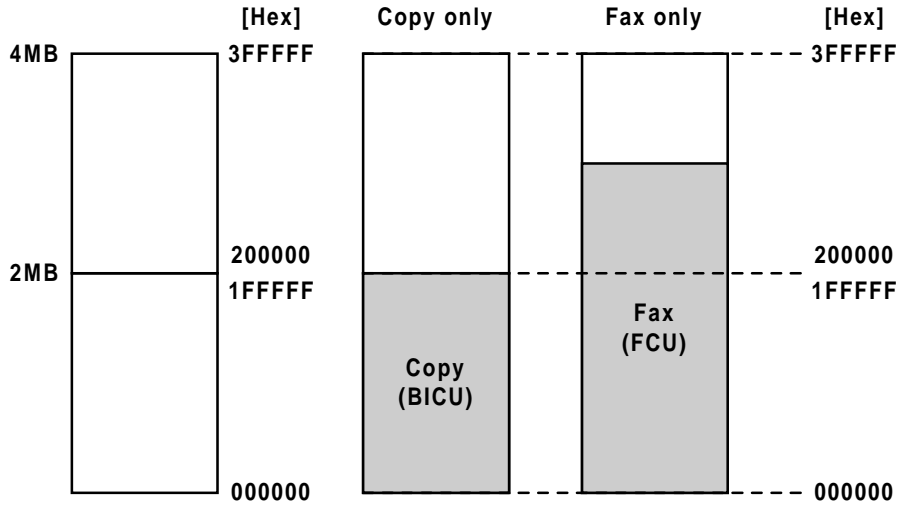 [Hex] Copy only Fax only [Hex]
4MB 3FFFFF 3FFFFF
200000 200000
2MB
1FFFFF 1FFFFF
Fax
(FCU)
Copy
(BICU)
000000 000000